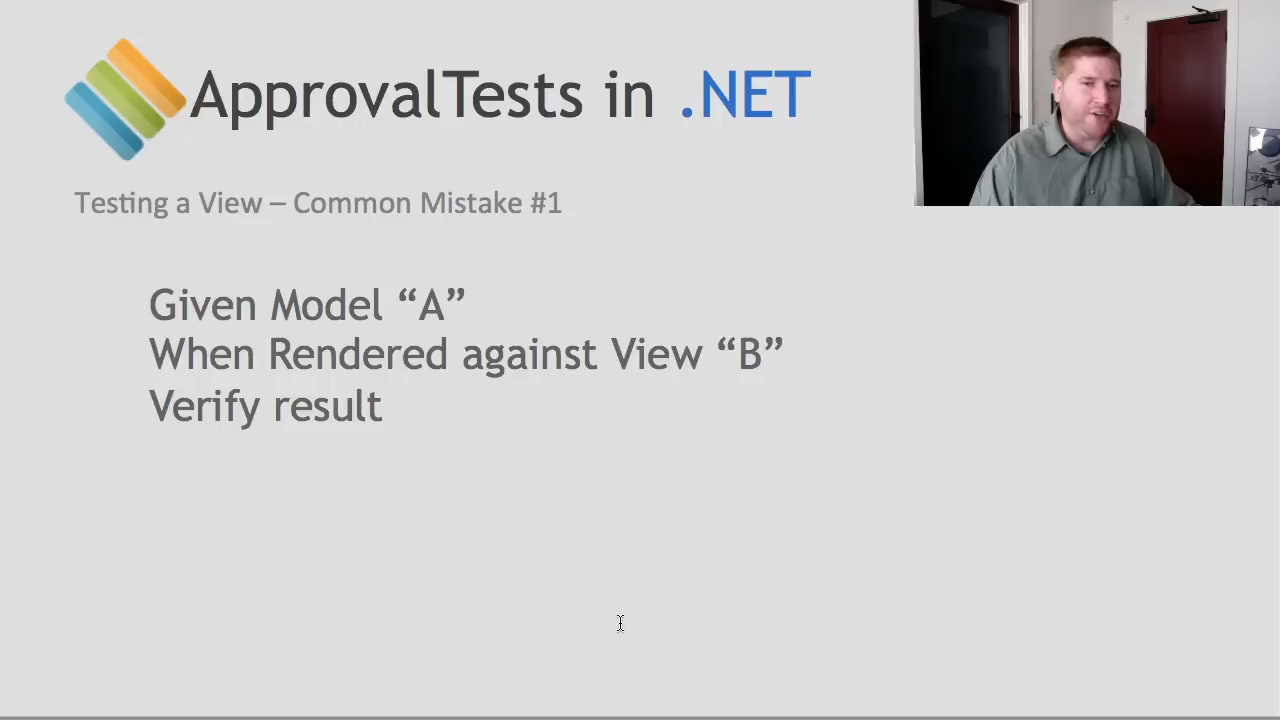 ApprovalTests in .NET
Testing a View – Common Mistake #1
Given Model “A”
When Rendered against View “B”
Verify result